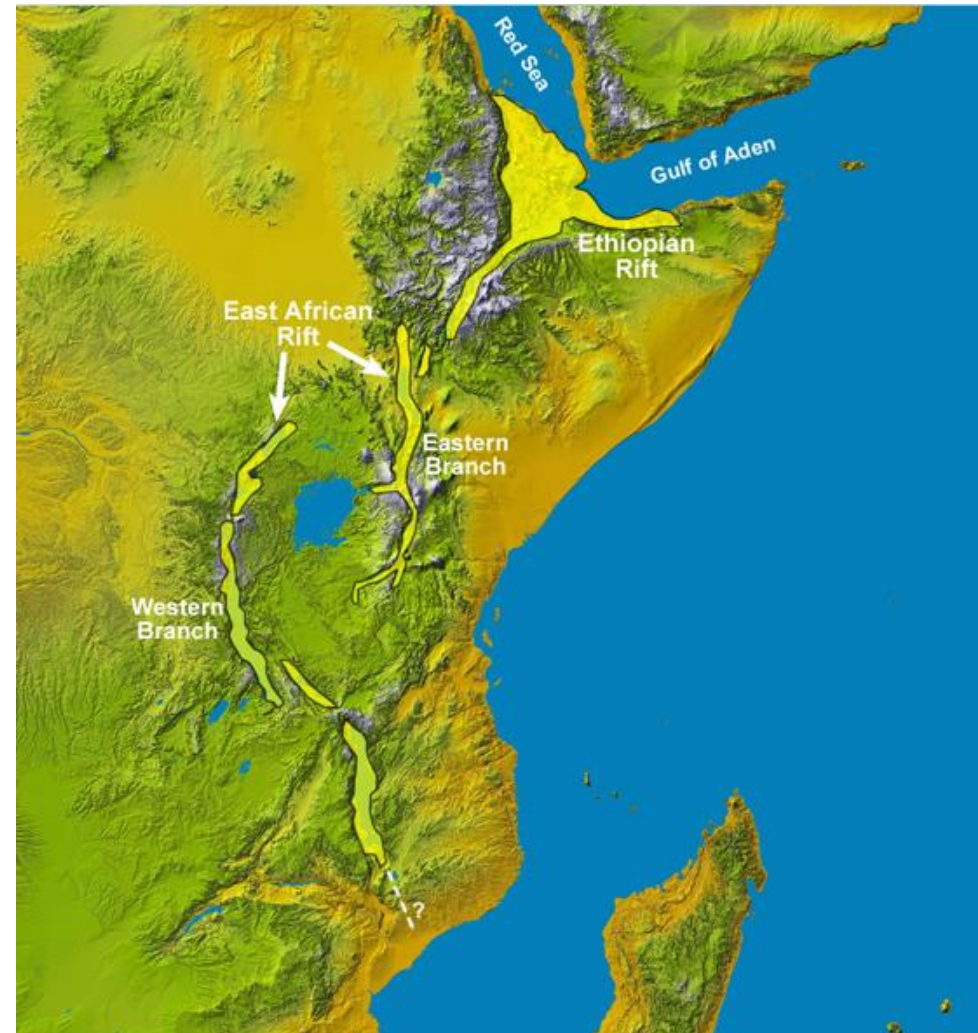 Red Sea
Gulf of Aden
Ethiopian
Rift
East African
Rift
Eastern
Branch
Western
Branch
?